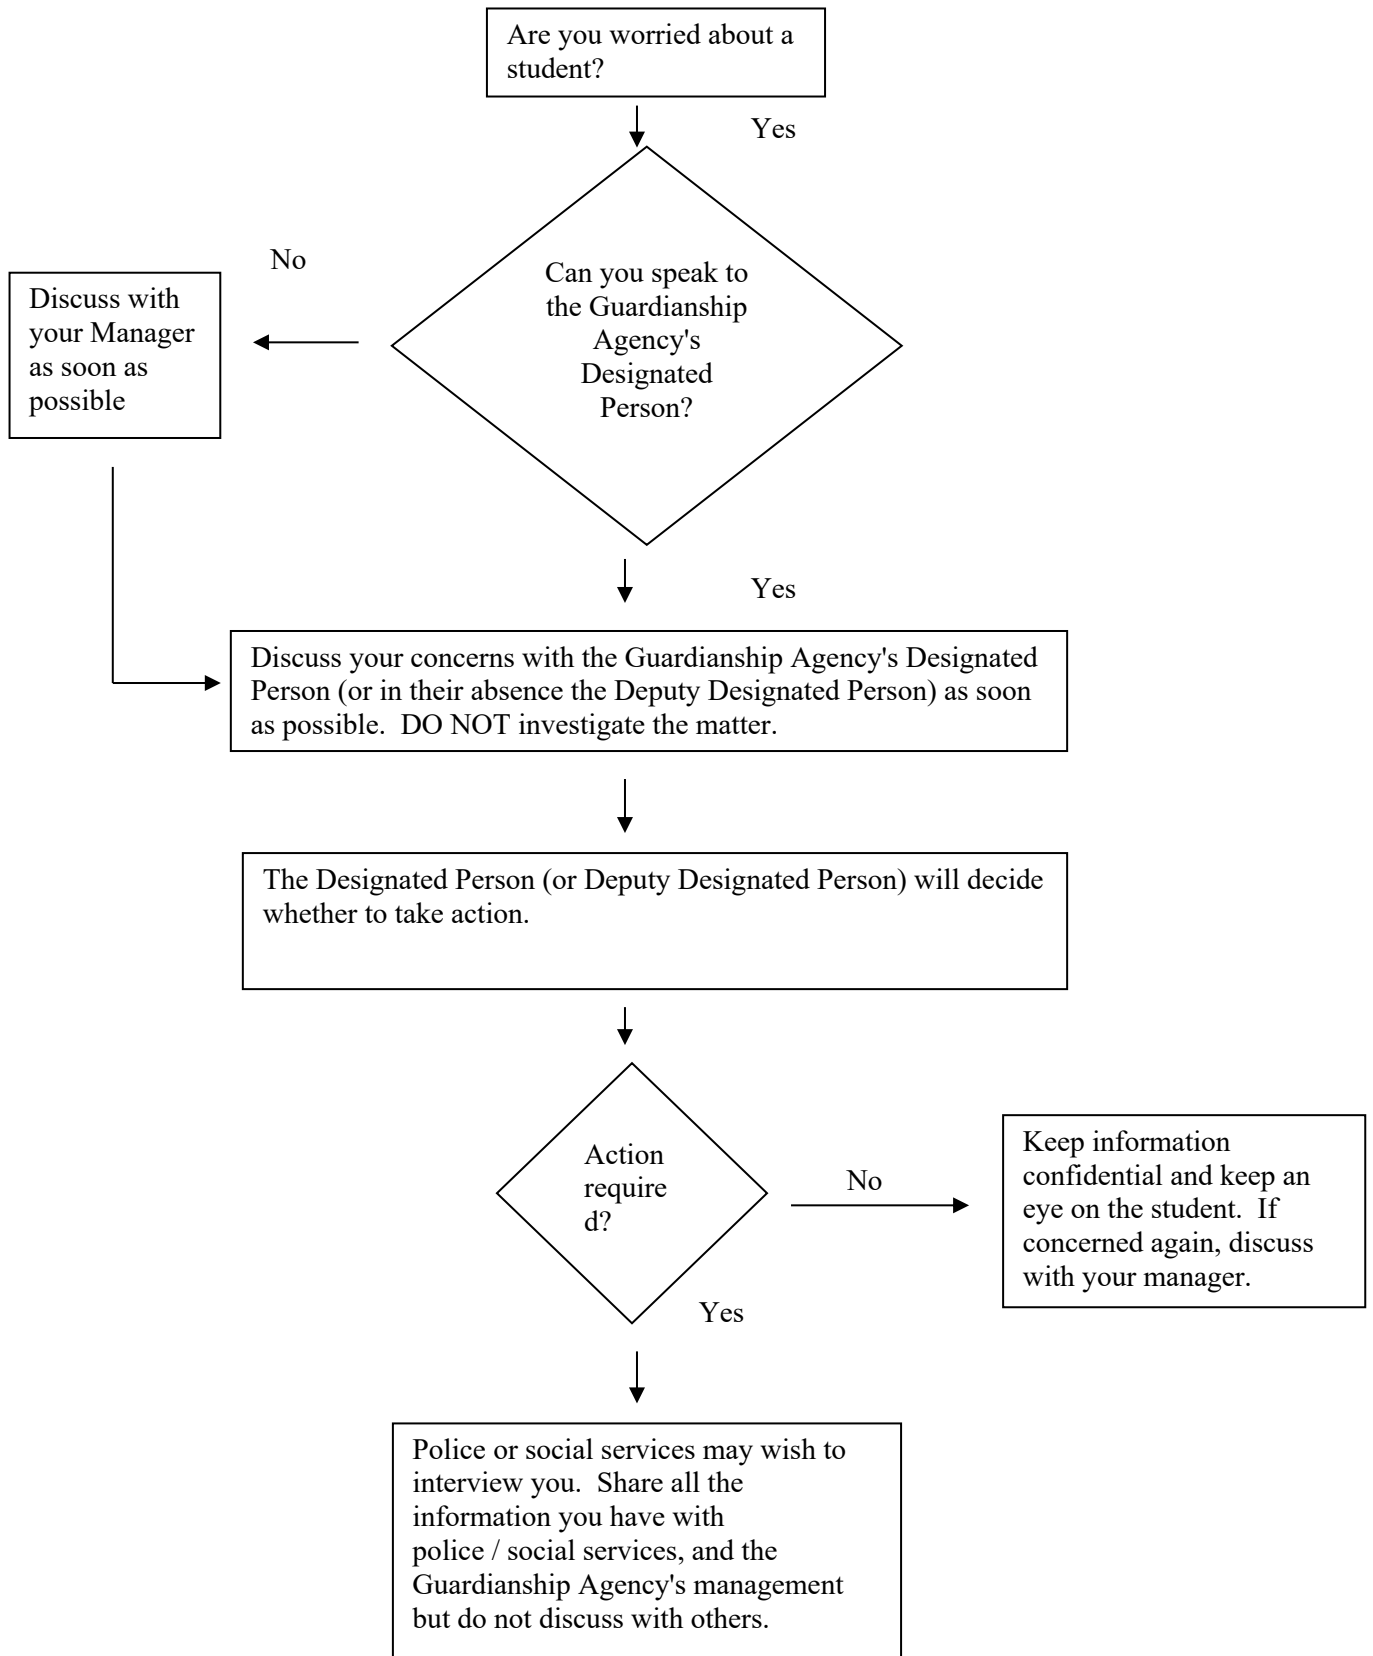 Are you worried about a
student?
Yes
No
Can you speak to
the Guardianship
Agency's
Designated
Person?
Discuss with
your Manager
as soon as
possible
Yes
Discuss your concerns with the Guardianship Agency's Designated
Person (or in their absence the Deputy Designated Person) as soon
as possible.  DO NOT investigate the matter.
The Designated Person (or Deputy Designated Person) will decide
whether to take action.
Action
require
d?
No
Keep information
confidential and keep an
eye on the student.  If
concerned again, discuss
with your manager.
Yes
Police or social services may wish to
interview you.  Share all the
information you have with
police / social services, and the
Guardianship Agency's management
but do not discuss with others.